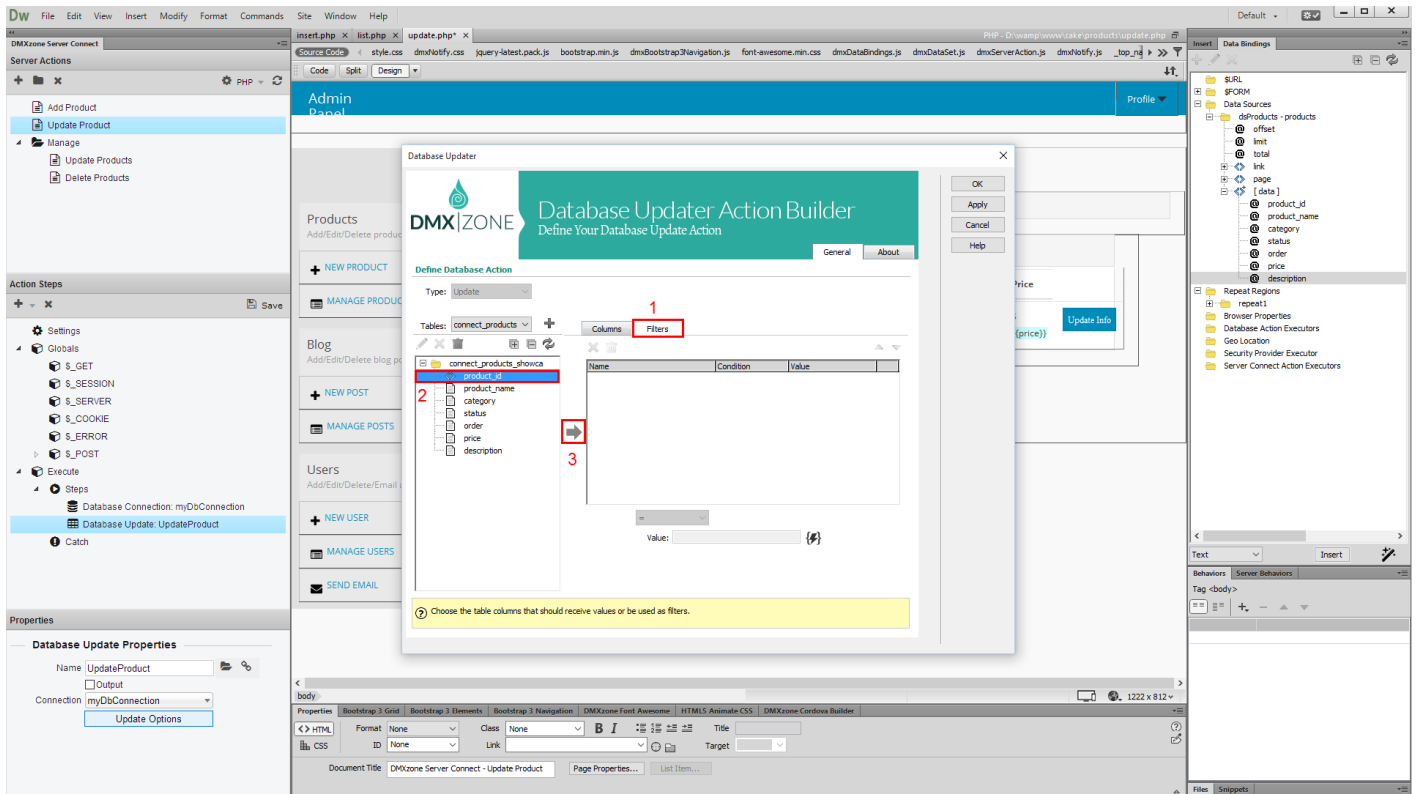 Dw File Edit View Insert Modify Format Commands Site Window Help
Default
DMXzone Server Connect
Server Actions
PHP
Add Product
Update Product
Manage
Update Products
Delete Products
Action Steps
Save
Settings
Globals
$_GET
$_SESSION
$_SERVER
$_COOKIE
$_ERROR
$_POST
Execute
Steps
Database Connection: myDbConnection
Database Update: UpdateProduct
Catch
Properties
Database Update Properties
Name UpdateProduct
Output
Connection myDbConnection
Update Options
insert.php × list.php × update.php* ×
PHP - D:\wamp\www\cake\products\update.php
Source Code style.css dmxNotify.css jquery-latest.pack.js bootstrap.min.js dmxBootstrap3Navigation.js font-awesome.min.css dmxDataBindings.js dmxDataSet.js dmxServerAction.js dmxNotify.js _top_na
Code Split Design
Admin
Panel
Profile
Products
Add/Edit/Delete produc
NEW PRODUCT
MANAGE PRODUC
Blog
Add/Edit/Delete blog po
NEW POST
MANAGE POSTS
Users
Add/Edit/Delete/Email
NEW USER
MANAGE USERS
SEND EMAIL
Price
{price}}
Update Info
Database Updater
DMX|ZONE
Database Updater Action Builder
Define Your Database Update Action
General About
OK
Apply
Cancel
Help
Define Database Action
Type: Update
Tables: connect_products
1
Columns Filters
connect_products_showca
product_id
product_name
category
status
order
price
description
2
3
Name Condition Value
=
Value:
Choose the table columns that should receive values or be used as filters.
body
1222 x 812
Properties Bootstrap 3 Grid Bootstrap 3 Elements Bootstrap 3 Navigation DMXzone Font Awesome HTML5 Animate CSS DMXzone Cordova Builder
<> HTML Format None Class None B I Title
CSS ID None Link Target
Document Title DMXzone Server Connect - Update Product Page Properties... List Item...
Insert Data Bindings
$URL
$FORM
Data Sources
dsProducts - products
offset
limit
total
link
page
[ data ]
product_id
product_name
category
status
order
price
description
Repeat Regions
repeat1
Browser Properties
Database Action Executors
Geo Location
Security Provider Executor
Server Connect Action Executors
Text Insert
Behaviors Server Behaviors
Tag <body>
Files Snippets